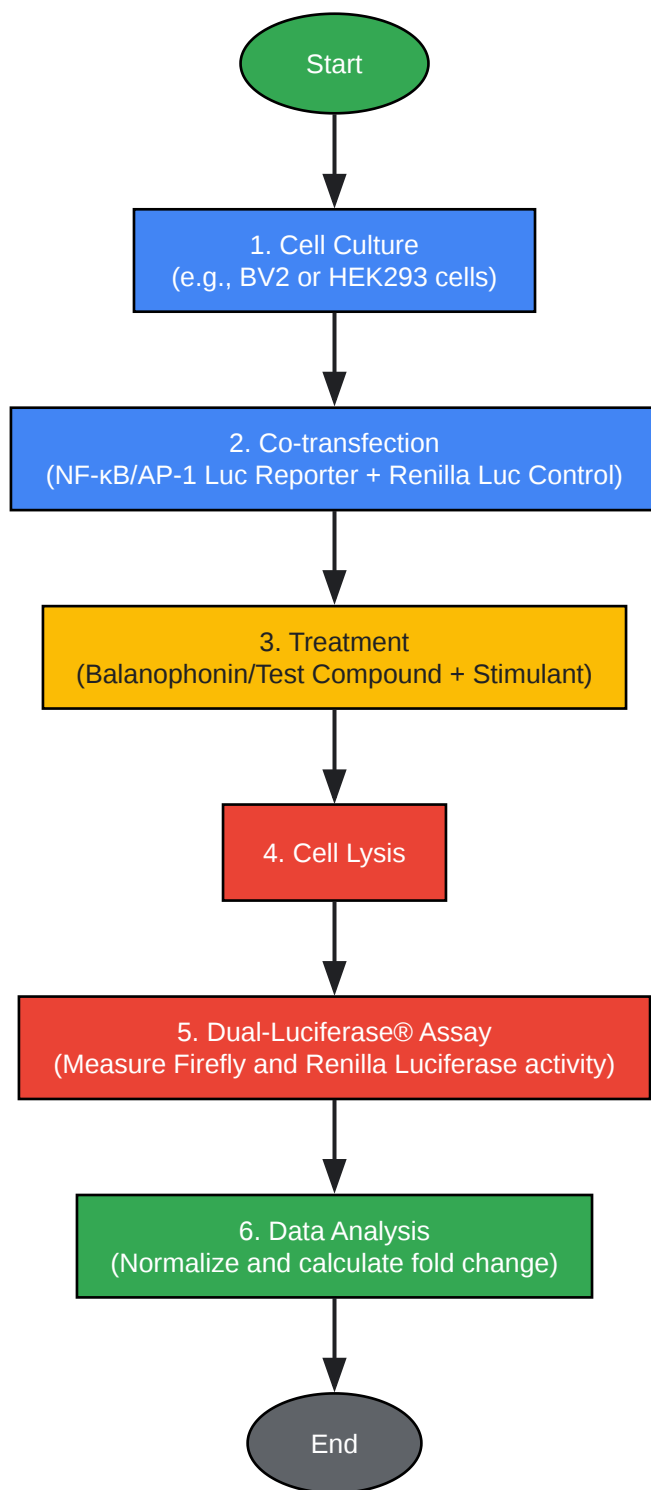 Start
1. Cell Culture
(e.g., BV2 or HEK293 cells)
2. Co-transfection
(NF-κB/AP-1 Luc Reporter + Renilla Luc Control)
3. Treatment
(Balanophonin/Test Compound + Stimulant)
4. Cell Lysis
5. Dual-Luciferase® Assay
(Measure Firefly and Renilla Luciferase activity)
6. Data Analysis
(Normalize and calculate fold change)
End